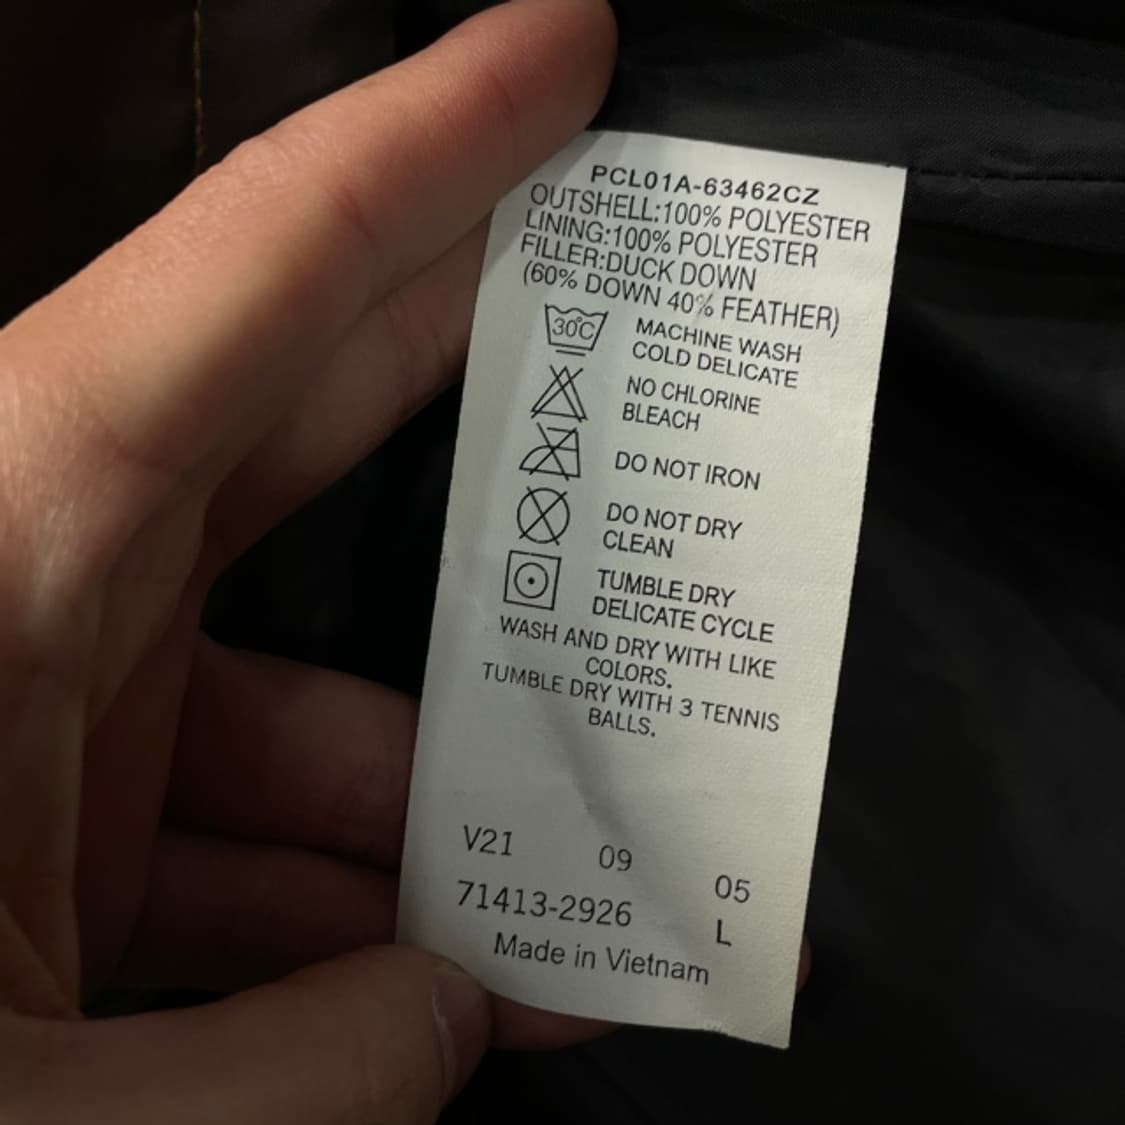 PCL01A-63462CZ
OUTSHELL:100% POLYESTER
LINING:100% POLYESTER
FILLER:DUCK DOWN
(60% DOWN 40% FEATHER)
30°C
MACHINE WASH
COLD DELICATE
NO CHLORINE
BLEACH
DO NOT IRON
DO NOT DRY
CLEAN
TUMBLE DRY
DELICATE CYCLE
WASH AND DRY WITH LIKE
COLORS.
TUMBLE DRY WITH 3 TENNIS
BALLS.
V21 09 05
71413-2926 L
Made in Vietnam